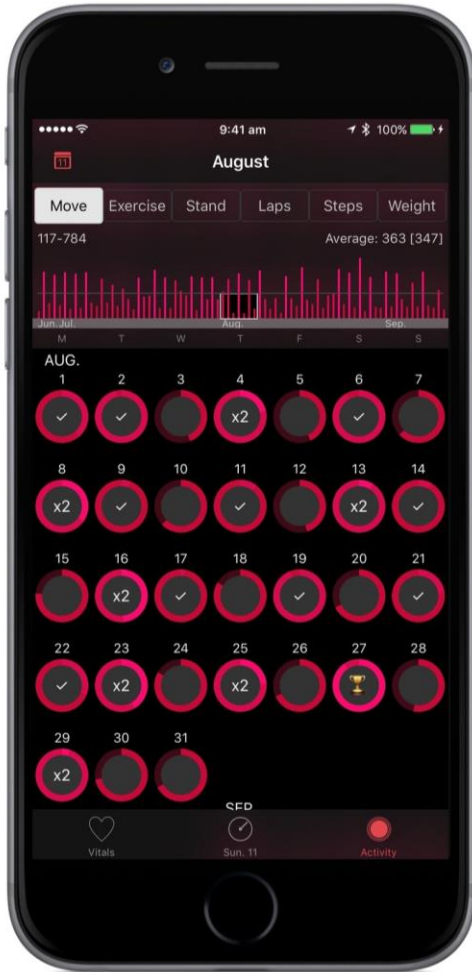 9:41 am 100%
11 August
Move Exercise Stand Laps Steps Weight
117-784 Average: 363 [347]
Jun. Jul. Aug. Sep.
M T W T F S S
AUG.
1 2 3 4 5 6 7
x2
8 9 10 11 12 13 14
x2 x2
15 16 17 18 19 20 21
x2
22 23 24 25 26 27 28
x2 x2
29 30 31
x2
SEP
Vitals Sun. 11 Activity